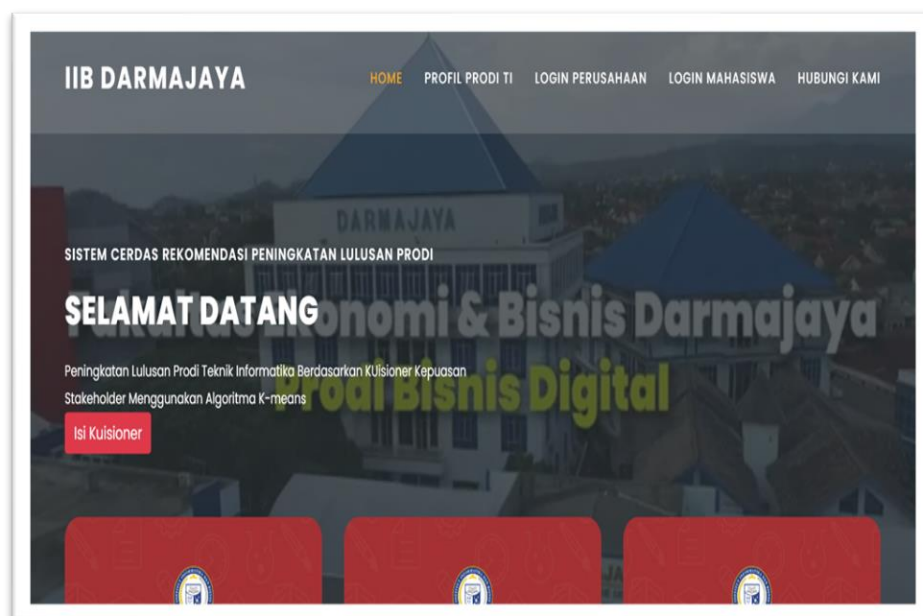 IIB DARMAJAYA
HOME PROFIL PRODI TI LOGIN PERUSAHAAN LOGIN MAHASISWA HUBUNGI KAMI
DARMAJAYA
SISTEM CERDAS REKOMENDASI PENINGKATAN LULUSAN PRODI
SELAMAT DATANG
Fakultas Ekonomi & Bisnis Darmajaya
Peningkatan Lulusan Prodi Teknik Informatika Berdasarkan KUisioner Kepuasan
Prodi Bisnis Digital
Stakeholder Menggunakan Algoritma K-means
Isi Kuisioner